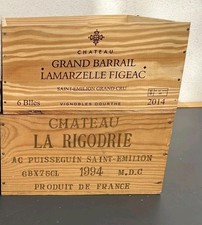 CHATEAU
GRAND BARRAIL
LAMARZELLE FIGEAC
SAINT-EMILION GRAND CRU
6 Blles
VIGNOBLES COURTHE
2014
CHATEAU
LA RIGODRIE
AC PUISSEGUIN SAINT-EMILION
6BX75CL 1994 M.D.C
PRODUIT DE FRANCE